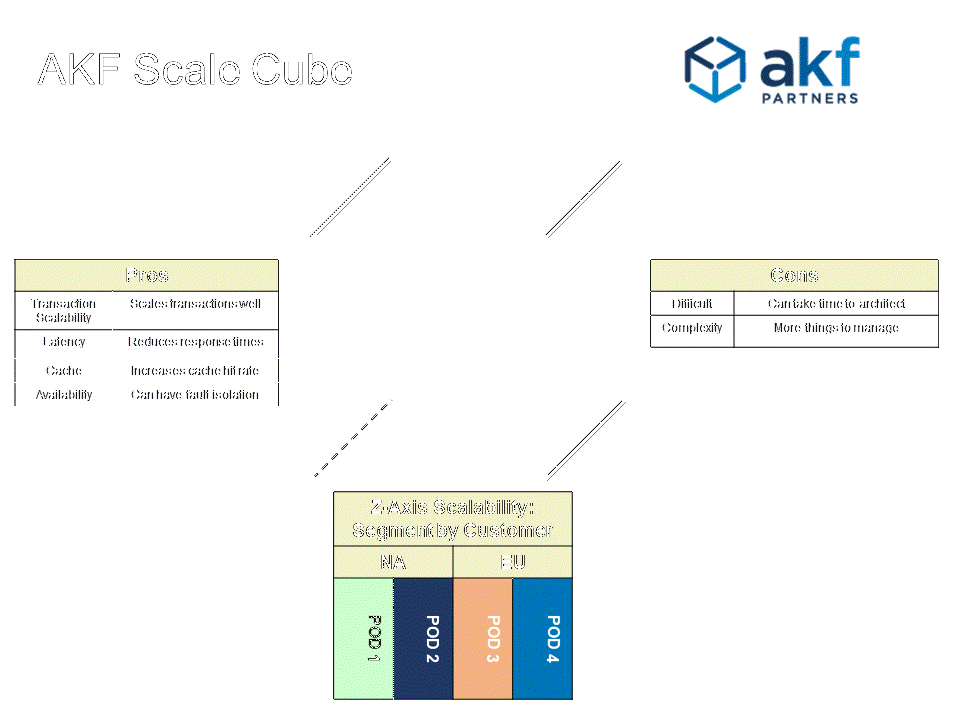 AKF Scale Cube
akf
PARTNERS
Pros
Transaction Scalability
Scales transactions well
Latency
Reduces response times
Cache
Increases cache hit rate
Availability
Can have fault isolation
Cons
Difficult
Can take time to architect
Complexity
More things to manage
Z-Axis Scalability:
Segment by Customer
NA
EU
POD 1
POD 2
POD 3
POD 4